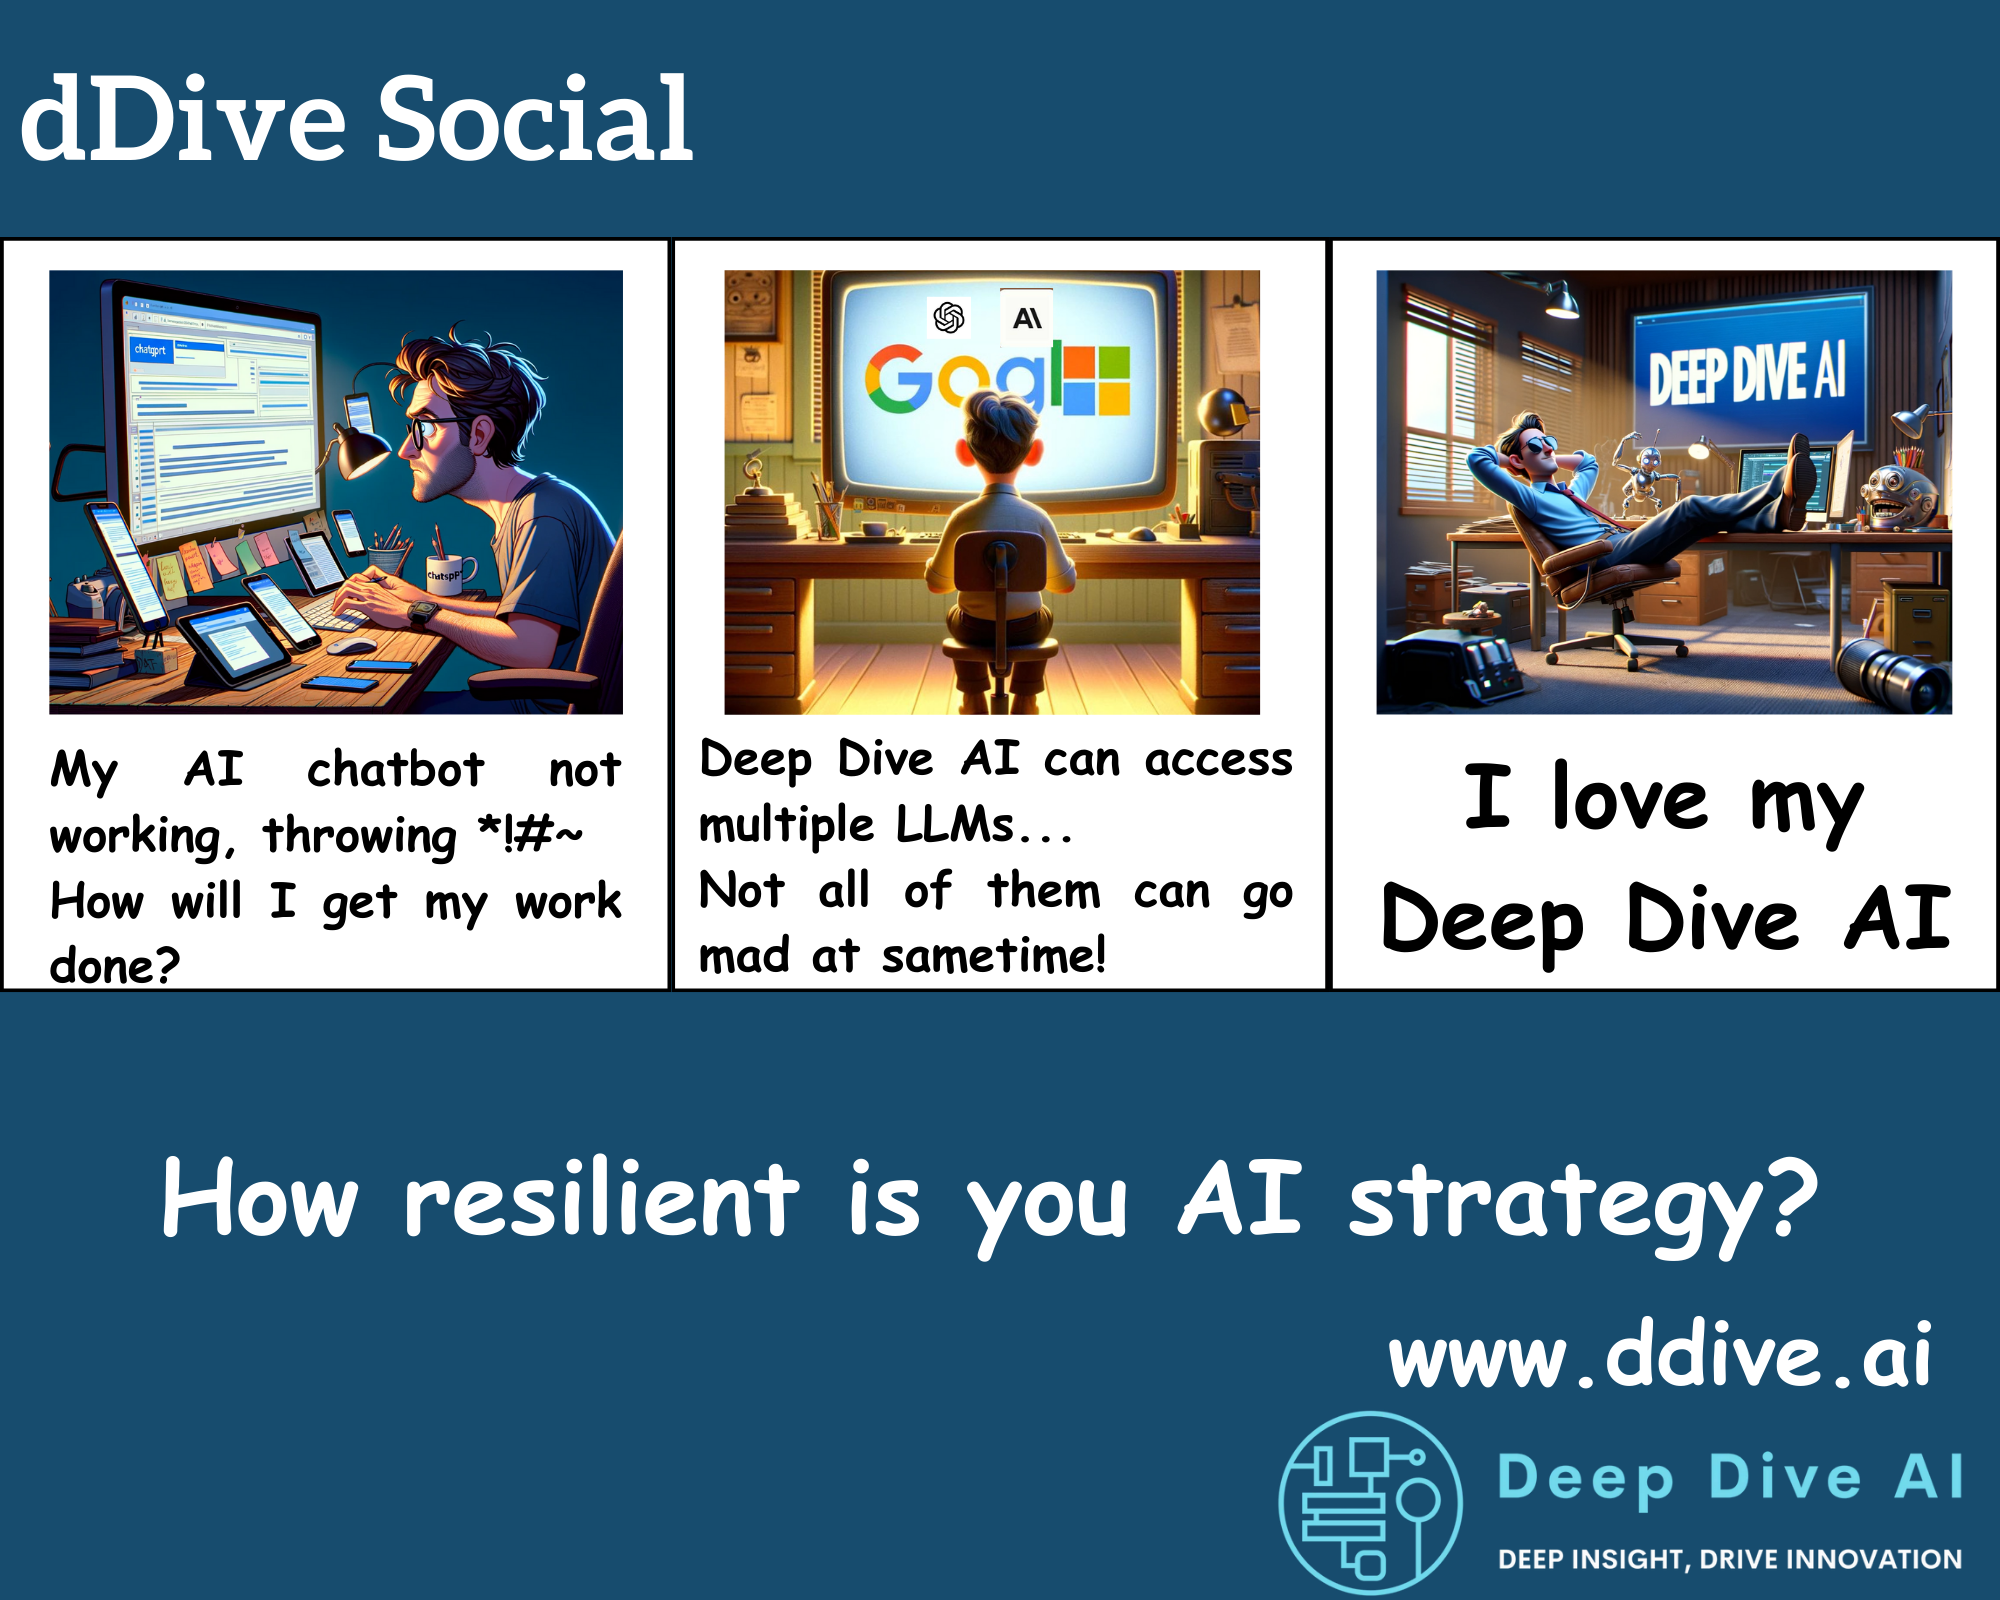 dDive Social
chatgprt
chatspP
Gogl
AI
DEEP DIVE AI
My AI chatbot not
working, throwing *!#~
How will I get my work
done?
Deep Dive AI can access
multiple LLMs...
Not all of them can go
mad at sametime!
I love my
Deep Dive AI
How resilient is you AI strategy?
www.ddive.ai
Deep Dive AI
DEEP INSIGHT, DRIVE INNOVATION